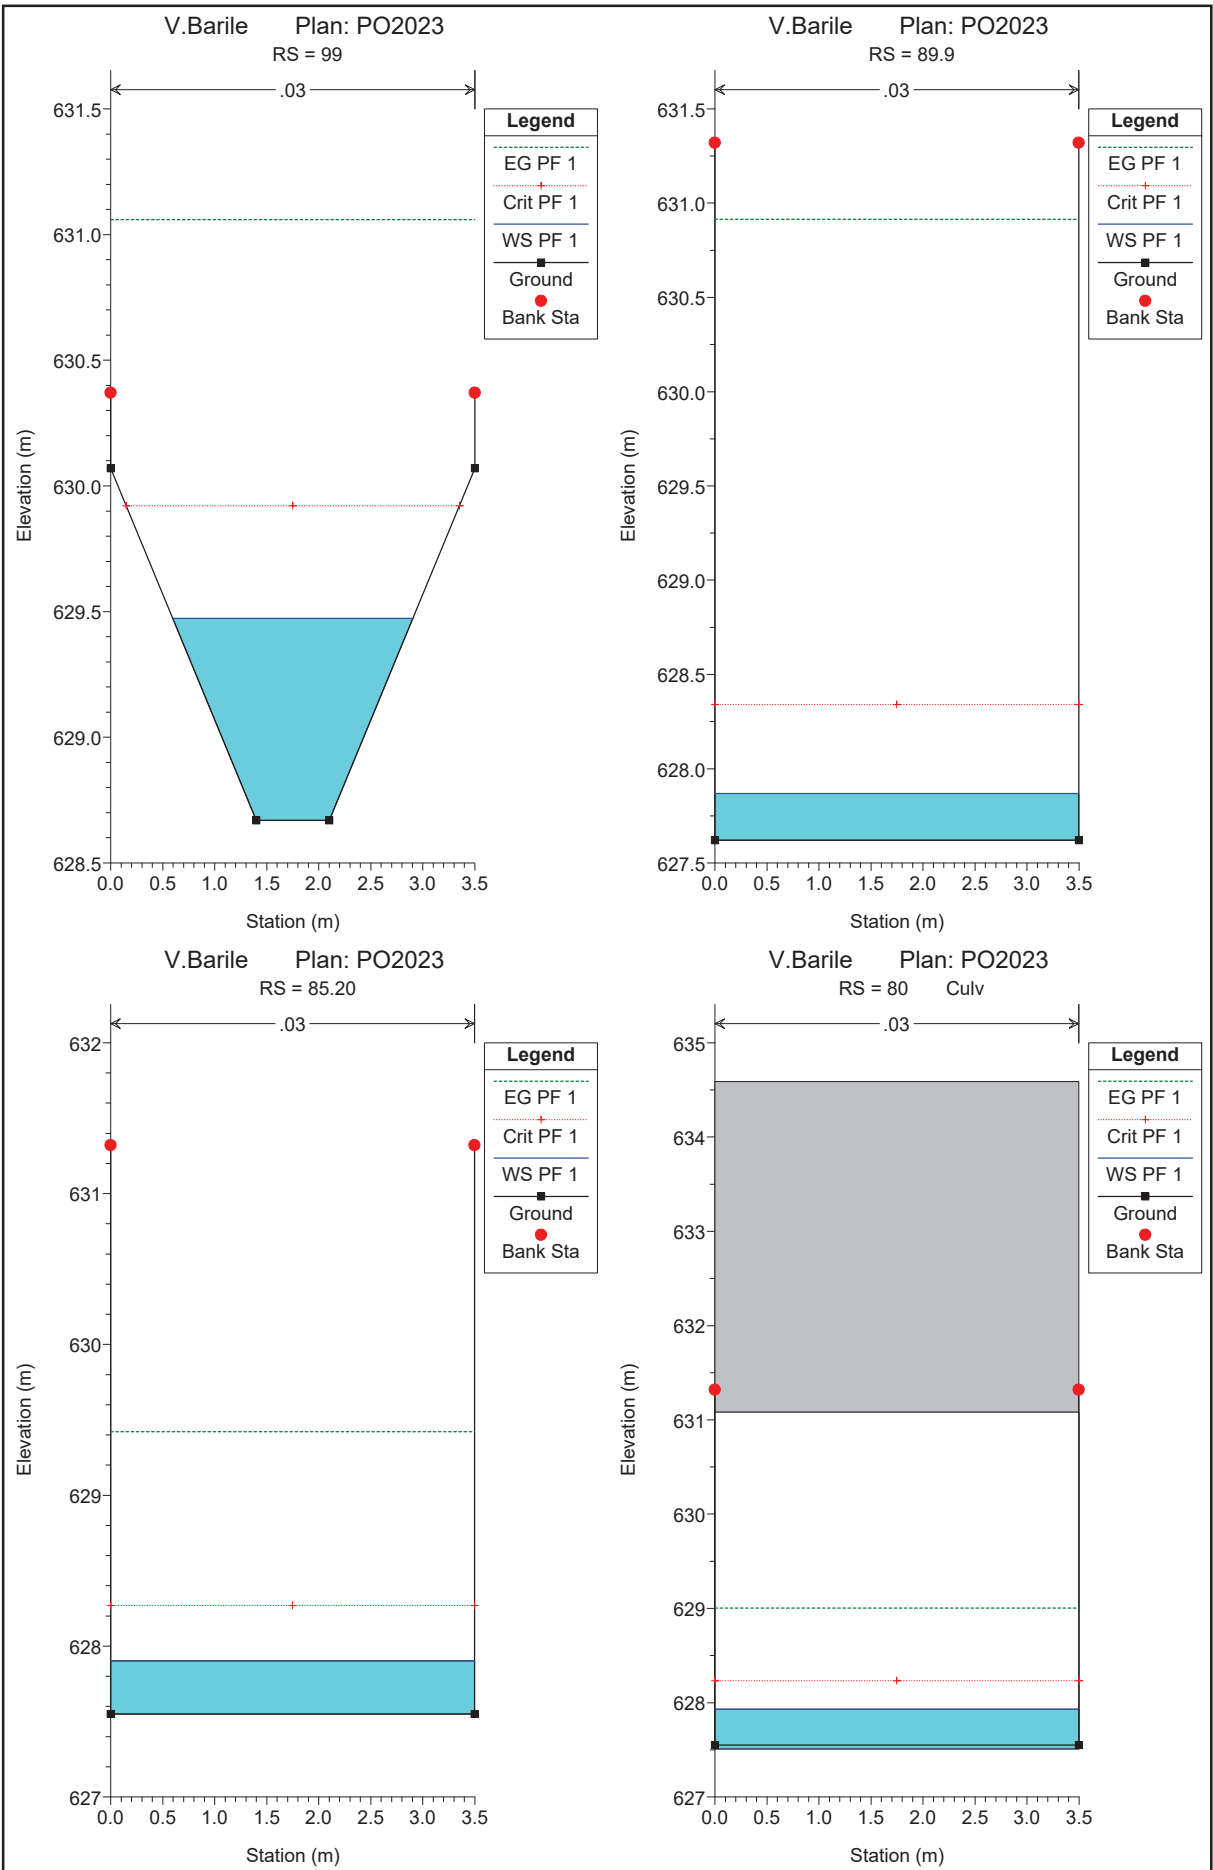 V.Barile Plan: PO2023
RS = 99
.03
631.5
631.0
630.5
630.0
629.5
629.0
628.5
0.0 0.5 1.0 1.5 2.0 2.5 3.0 3.5
Station (m)
Elevation (m)
Legend
EG PF 1
Crit PF 1
WS PF 1
Ground
Bank Sta
V.Barile Plan: PO2023
RS = 89.9
.03
631.5
631.0
630.5
630.0
629.5
629.0
628.5
628.0
627.5
0.0 0.5 1.0 1.5 2.0 2.5 3.0 3.5
Station (m)
Elevation (m)
Legend
EG PF 1
Crit PF 1
WS PF 1
Ground
Bank Sta
V.Barile Plan: PO2023
RS = 85.20
.03
632
631
630
629
628
627
0.0 0.5 1.0 1.5 2.0 2.5 3.0 3.5
Station (m)
Elevation (m)
Legend
EG PF 1
Crit PF 1
WS PF 1
Ground
Bank Sta
V.Barile Plan: PO2023
RS = 80 Culv
.03
635
634
633
632
631
630
629
628
627
0.0 0.5 1.0 1.5 2.0 2.5 3.0 3.5
Station (m)
Elevation (m)
Legend
EG PF 1
Crit PF 1
WS PF 1
Ground
Bank Sta